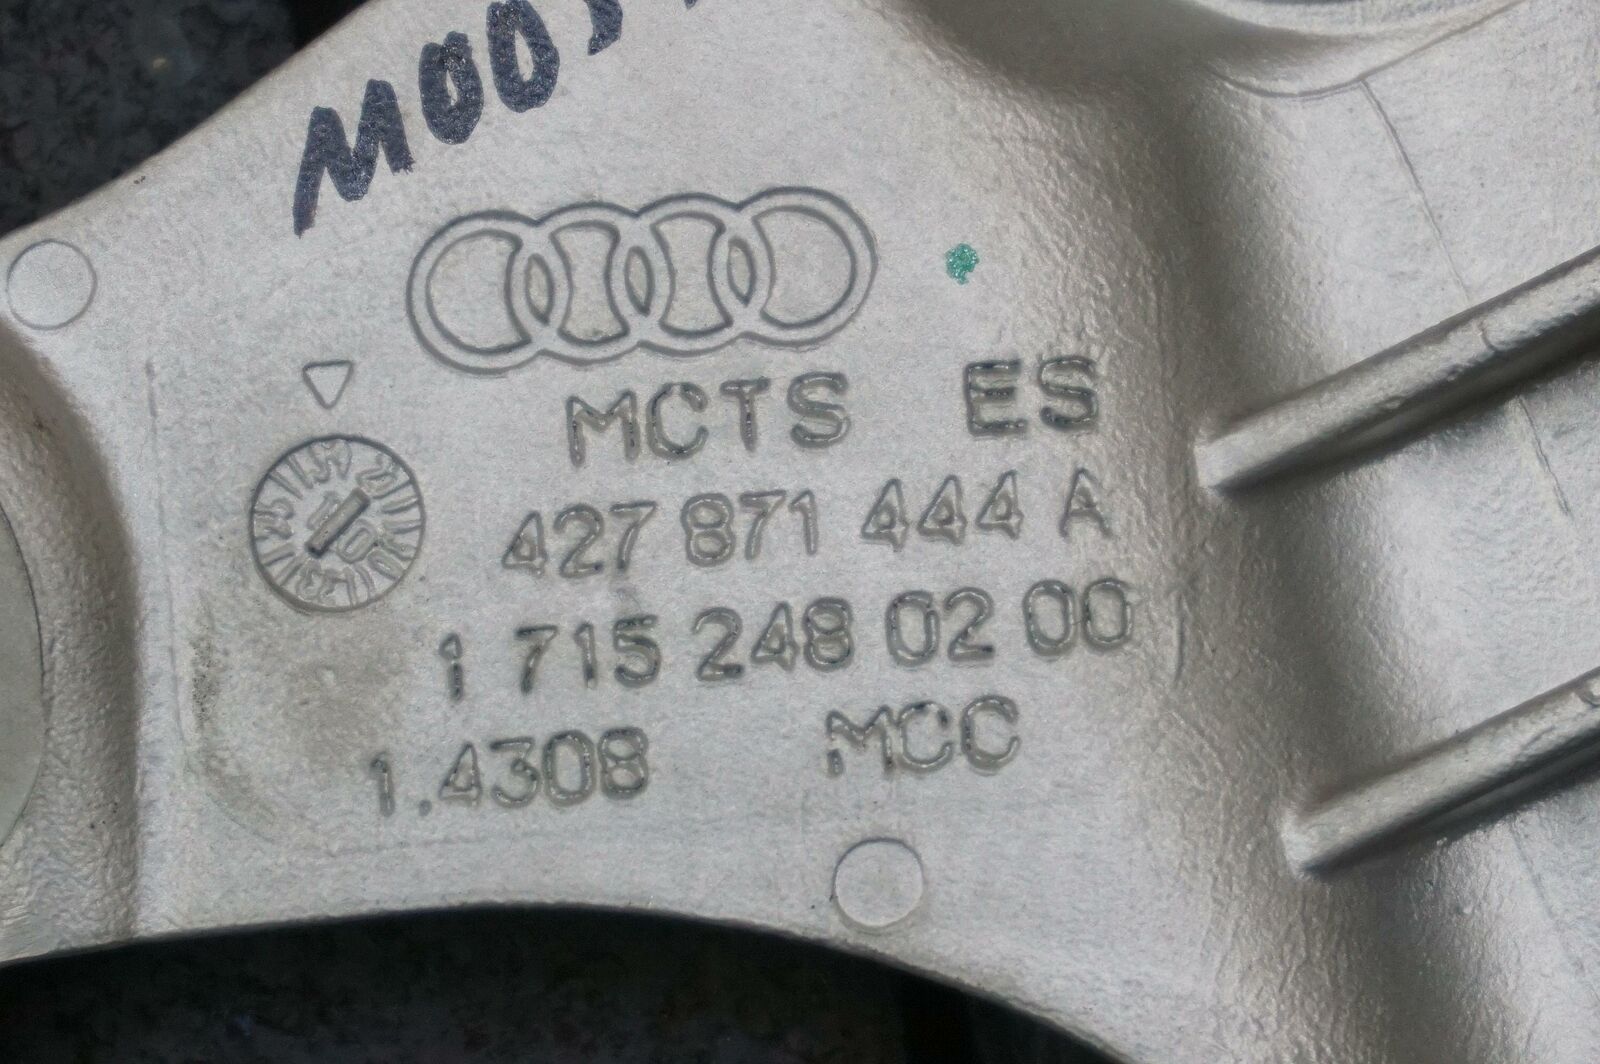 MCTS ES
427 871 444 A
1 715 248 02 00
1.4308 MCC